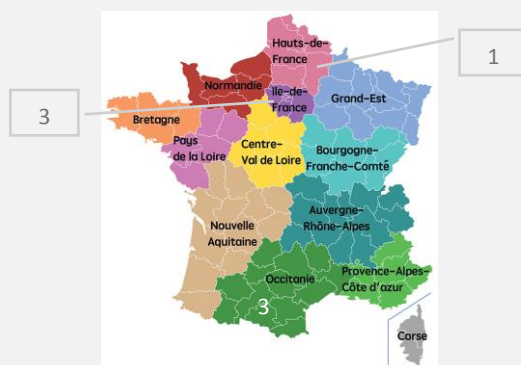 Hauts-de-
France
1
Normandie
Ile-de-
France
Grand-Est
3
Bretagne
Pays
de la Loire
Centre-
Val de Loire
Bourgogne-
Franche-Comté
Auvergne-
Rhône-Alpes
Nouvelle
Aquitaine
Occitanie
Provence-Alpes-
Côte d'azur
3
Corse